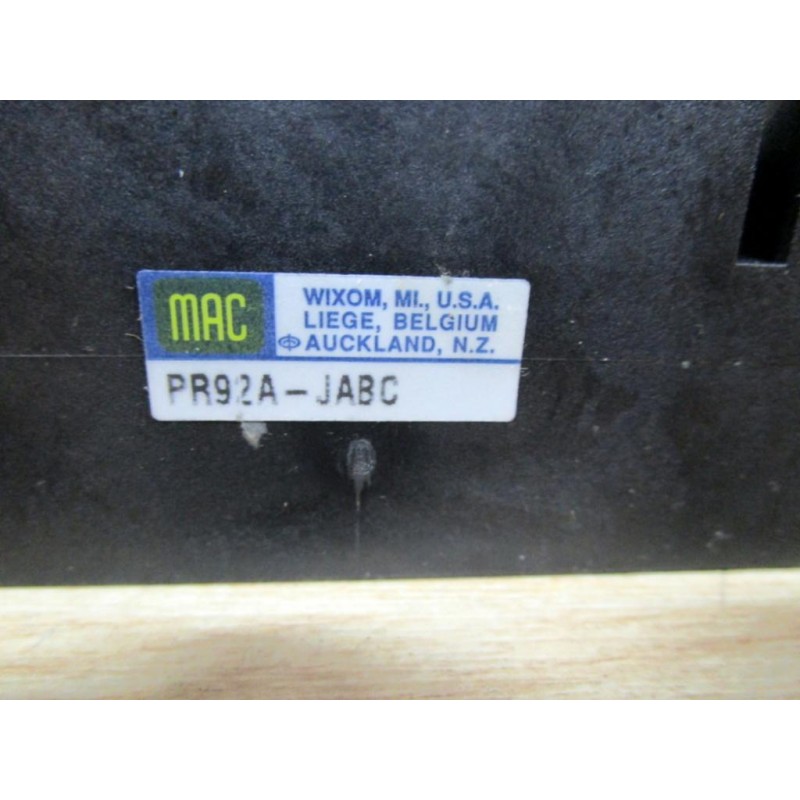 MAC
WIXOM, MI., U.S.A.
LIEGE, BELGIUM
AUCKLAND, N.Z.
PR92A-JABC